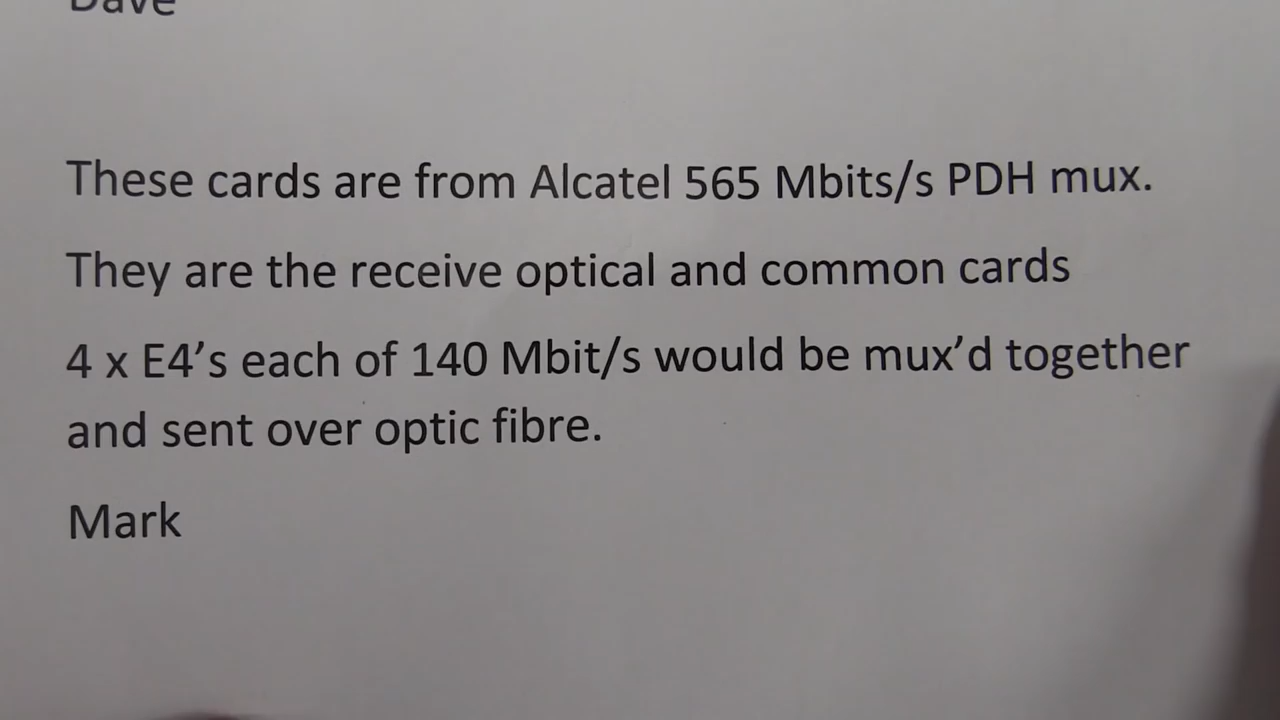 Dave
These cards are from Alcatel 565 Mbits/s PDH mux.
They are the receive optical and common cards
4 x E4’s each of 140 Mbit/s would be mux’d together
and sent over optic fibre.
Mark